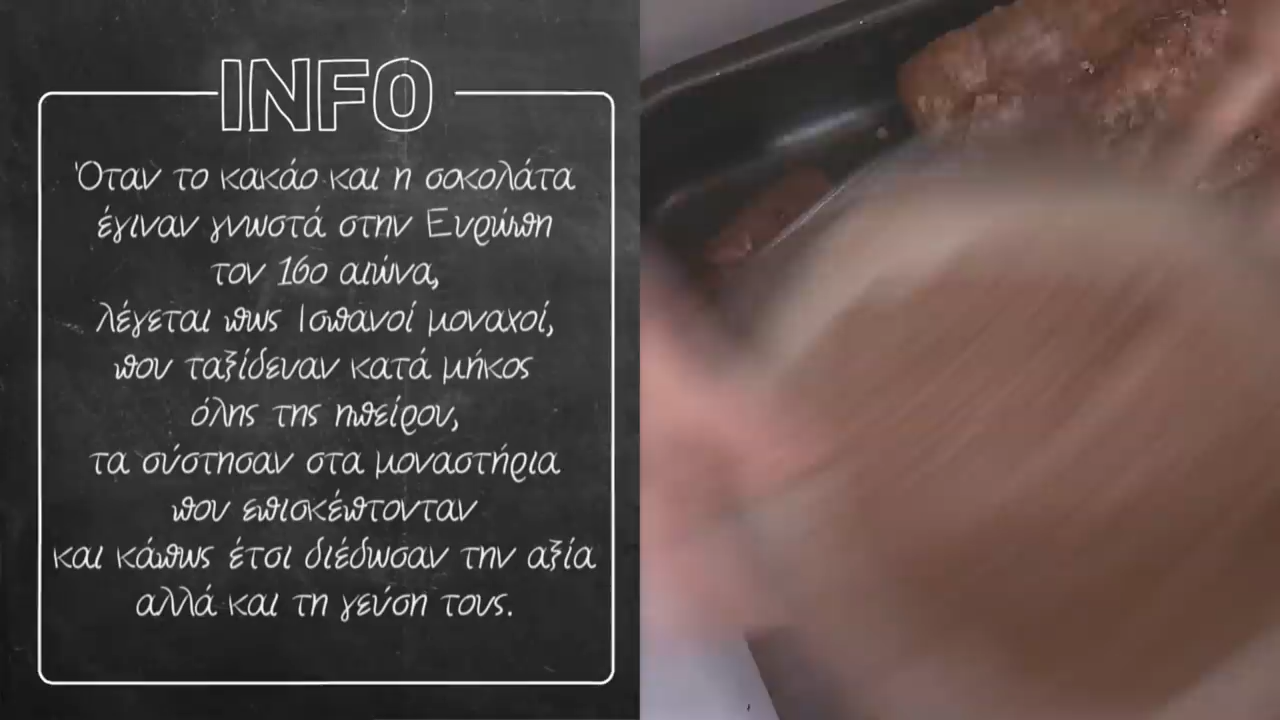 INFO
Όταν το κακάο και η σοκολάτα
έγιναν γνωστά στην Ευρώπη
τον 16ο αιώνα,
λέγεται πως Ισπανοί μοναχοί,
που ταξίδευαν κατά μήκος
όλης της ηπείρου,
τα σύστησαν στα μοναστήρια
που επισκέπτονταν
και κάπως έτσι διέδωσαν την αξία
αλλά και τη γεύση τους.